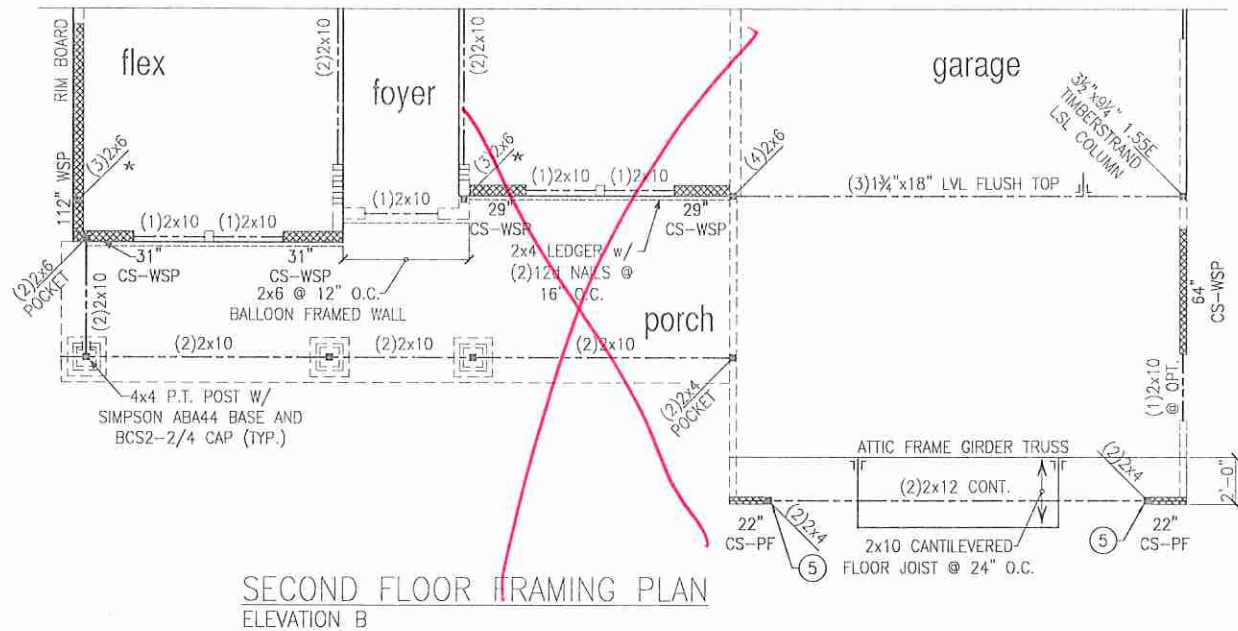 flex
foyer
garage
porch
RIM BOARD
(2)2x10
(2)2x10
(3)2x6
*
112" WSP
(1)2x10
(1)2x10
31"
CS-WSP
31"
CS-WSP
(2)2x6
POCKET
(2)2x10
(1)2x10
2x6 @ 12" O.C.
BALLOON FRAMED WALL
(3)2x6
*
(1)2x10
(1)2x10
29"
CS-WSP
29"
CS-WSP
2x4 LEDGER w/
(2)12d NAILS @
16" O.C.
(4)2x6
3½"x9¼" 1.55E
TIMBERSTRAND
LSL COLUMN
(3)1¾"x18" LVL FLUSH TOP
64"
CS-WSP
(1)2x10
@ OPT.
(2)2x10
(2)2x10
(2)2x10
4x4 P.T. POST W/
SIMPSON ABA44 BASE AND
BCS2-2/4 CAP (TYP.)
(2)2x4
POCKET
ATTIC FRAME GIRDER TRUSS
(2)2x12 CONT.
(2)2x4
2'-0"
22"
CS-PF
(2)2x4
5
2x10 CANTILEVERED
FLOOR JOIST @ 24" O.C.
5
22"
CS-PF
SECOND FLOOR FRAMING PLAN
ELEVATION B